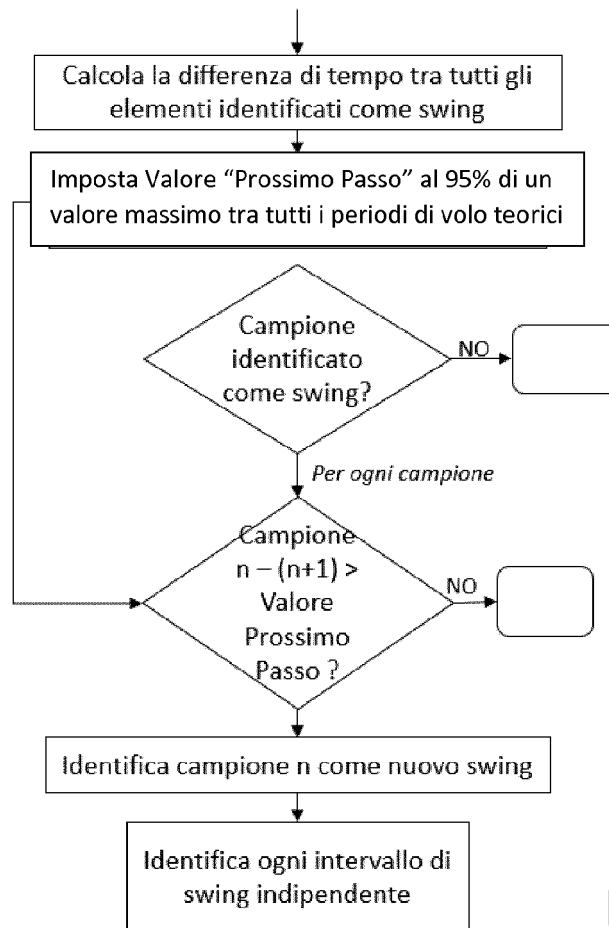 Calcola la differenza di tempo tra tutti gli
elementi identificati come swing
Imposta Valore “Prossimo Passo” al 95% di un
valore massimo tra tutti i periodi di volo teorici
Campione
identificato
come swing?
NO
Per ogni campione
Campione
n – (n+1) >
Valore
Prossimo
Passo ?
NO
Identifica campione n come nuovo swing
Identifica ogni intervallo di
swing indipendente